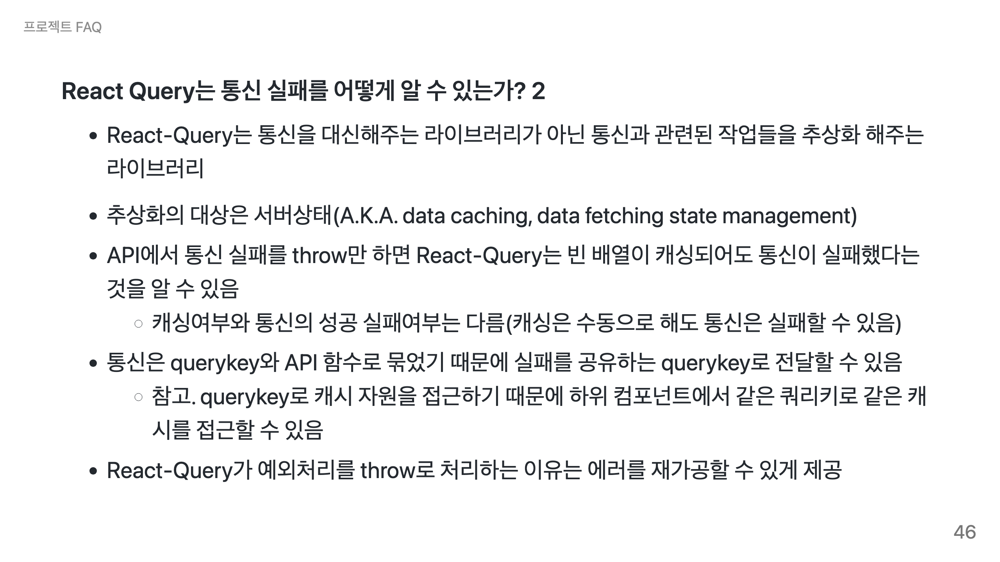 프로젝트 FAQ
React Query는 통신 실패를 어떻게 알 수 있는가? 2
• React-Query는 통신을 대신해주는 라이브러리가 아닌 통신과 관련된 작업들을 추상화 해주는
라이브러리
• 추상화의 대상은 서버상태(A.K.A. data caching, data fetching state management)
• API에서 통신 실패를 throw만 하면 React-Query는 빈 배열이 캐싱되어도 통신이 실패했다는
것을 알 수 있음
○ 캐싱여부와 통신의 성공 실패여부는 다름(캐싱은 수동으로 해도 통신은 실패할 수 있음)
• 통신은 querykey와 API 함수로 묶었기 때문에 실패를 공유하는 querykey로 전달할 수 있음
○ 참고. querykey로 캐시 자원을 접근하기 때문에 하위 컴포넌트에서 같은 쿼리키로 같은 캐
시를 접근할 수 있음
• React-Query가 예외처리를 throw로 처리하는 이유는 에러를 재가공할 수 있게 제공
46